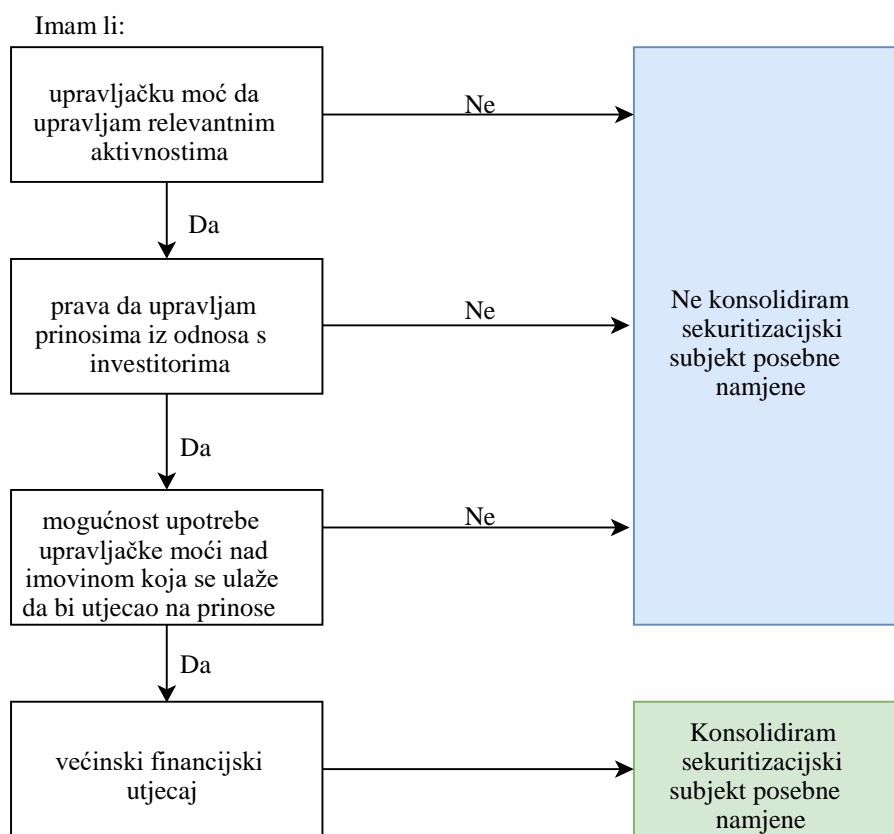 Imam li:
upravljačku moć da
upravljam relevantnim
aktivnostima
Ne
Da
prava da upravljam
prinosima iz odnosa s
investitorima
Ne
Ne konsolidiram
sekuritizacijski
subjekt posebne
namjene
Da
mogućnost upotrebe
upravljačke moći nad
imovinom koja se ulaže
da bi utjecao na prinose
Ne
Da
većinski financijski
utjecaj
Konsolidiram
sekuritizacijski
subjekt posebne
namjene